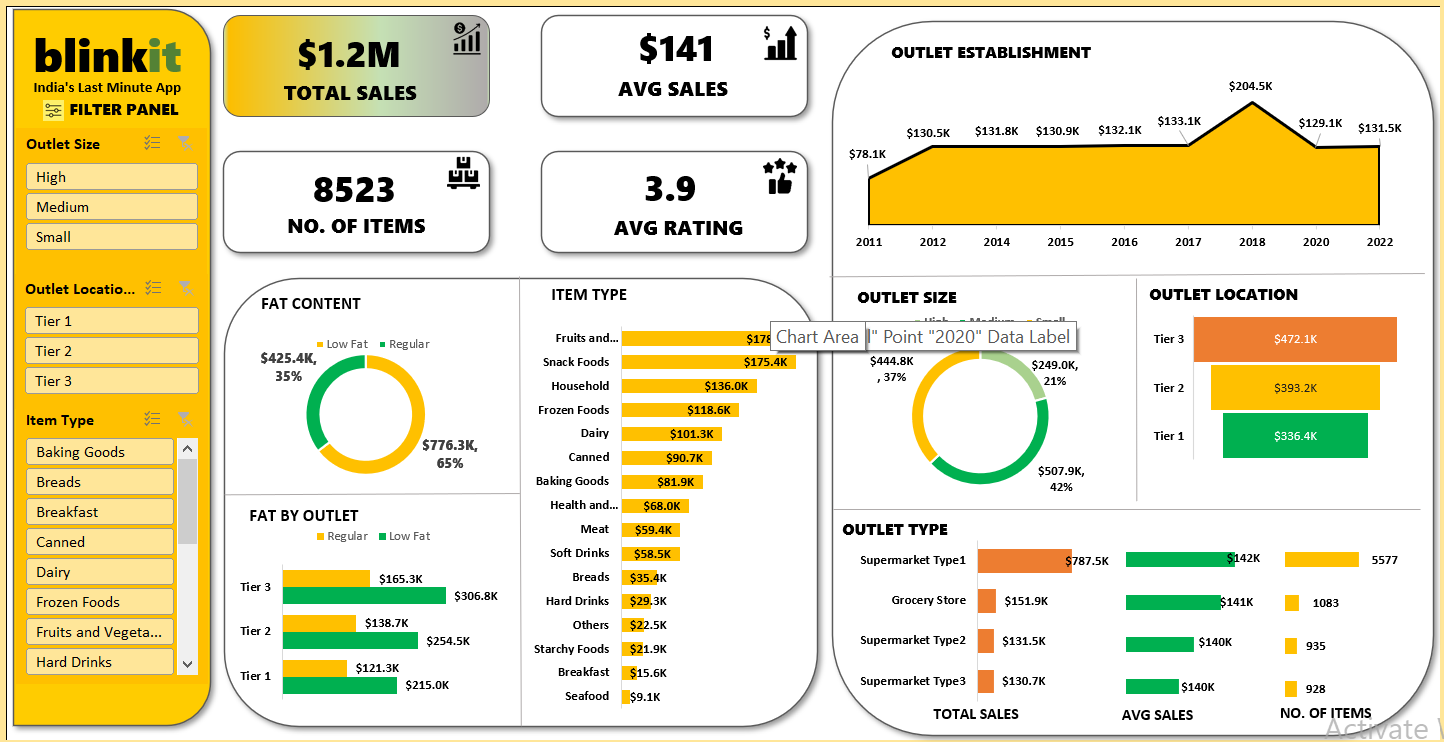 blinkit
India's Last Minute App
FILTER PANEL
Outlet Size
High
Medium
Small
Outlet Locatio...
Tier 1
Tier 2
Tier 3
Item Type
Baking Goods
Breads
Breakfast
Canned
Dairy
Frozen Foods
Fruits and Vegeta...
Hard Drinks
$1.2M
TOTAL SALES
$141
AVG SALES
8523
NO. OF ITEMS
3.9
AVG RATING
FAT CONTENT
Low Fat Regular
$425.4K,
35%
$776.3K,
65%
FAT BY OUTLET
Regular Low Fat
Tier 3 $165.3K
$306.8K
Tier 2 $138.7K
$254.5K
Tier 1 $121.3K
$215.0K
ITEM TYPE
Fruits and... $178
Snack Foods $175.4K
Household $136.0K
Frozen Foods $118.6K
Dairy $101.3K
Canned $90.7K
Baking Goods $81.9K
Health and... $68.0K
Meat $59.4K
Soft Drinks $58.5K
Breads $35.4K
Hard Drinks $29.3K
Others $22.5K
Starchy Foods $21.9K
Breakfast $15.6K
Seafood $9.1K
OUTLET ESTABLISHMENT
$78.1K $130.5K $131.8K $130.9K $132.1K $133.1K $204.5K $129.1K $131.5K
2011 2012 2014 2015 2016 2017 2018 2020 2022
OUTLET SIZE
High Medium Small
Chart Area
l" Point "2020" Data Label
$444.8K
, 37%
$249.0K,
21%
$507.9K,
42%
OUTLET LOCATION
Tier 3 $472.1K
Tier 2 $393.2K
Tier 1 $336.4K
OUTLET TYPE
Supermarket Type1 $787.5K $142K 5577
Grocery Store $151.9K $141K 1083
Supermarket Type2 $131.5K $140K 935
Supermarket Type3 $130.7K $140K 928
TOTAL SALES AVG SALES NO. OF ITEMS
Activate W